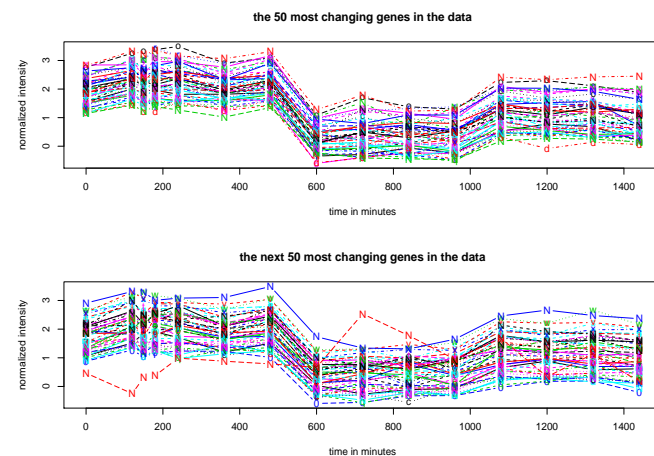 the 50 most changing genes in the data
normalized intensity
3
2
1
0
0 200 400 600 800 1000 1200 1400
time in minutes
the next 50 most changing genes in the data
normalized intensity
3
2
1
0
0 200 400 600 800 1000 1200 1400
time in minutes